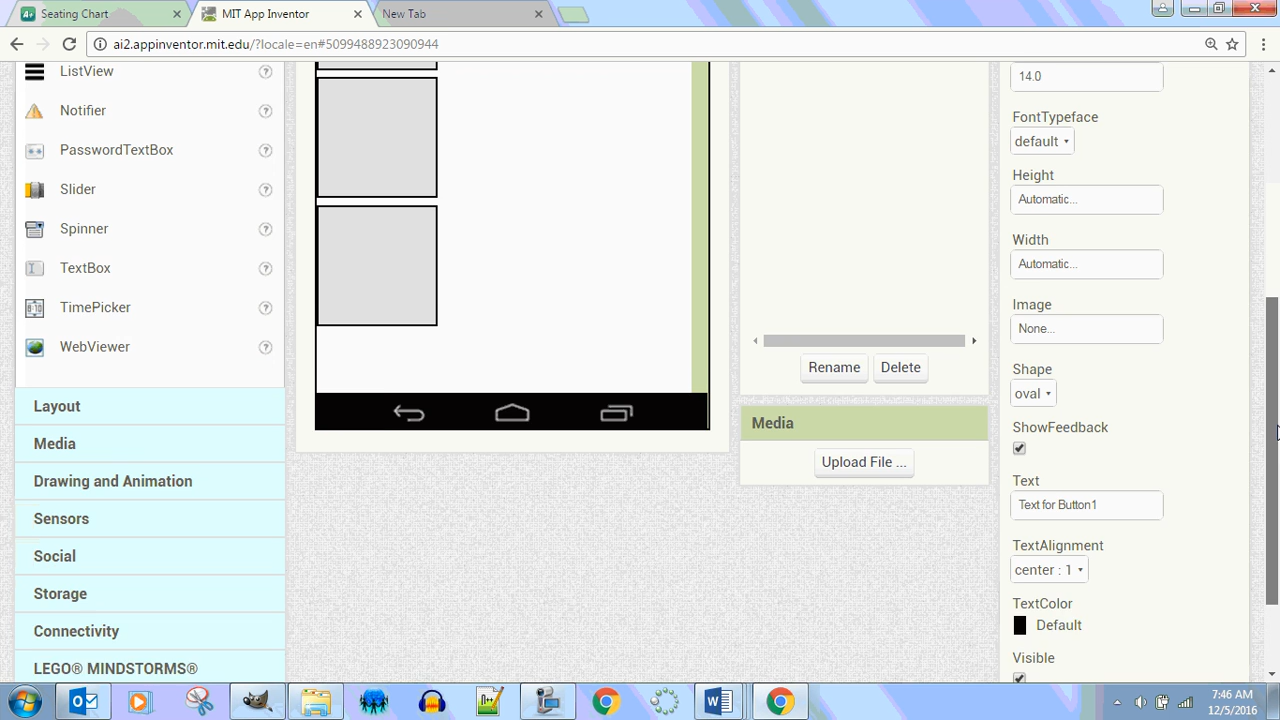 Seating Chart
MIT App Inventor
New Tab
ai2.appinventor.mit.edu/?locale=en#5099488923090944
ListView
Notifier
PasswordTextBox
Slider
Spinner
TextBox
TimePicker
WebViewer
Layout
Media
Drawing and Animation
Sensors
Social
Storage
Connectivity
LEGO® MINDSTORMS®
Rename Delete
Media
Upload File ...
14.0
FontTypeface
default
Height
Automatic...
Width
Automatic...
Image
None...
Shape
oval
ShowFeedback
Text
Text for Button1
TextAlignment
center : 1
TextColor
Default
Visible
7:46 AM
12/5/2016